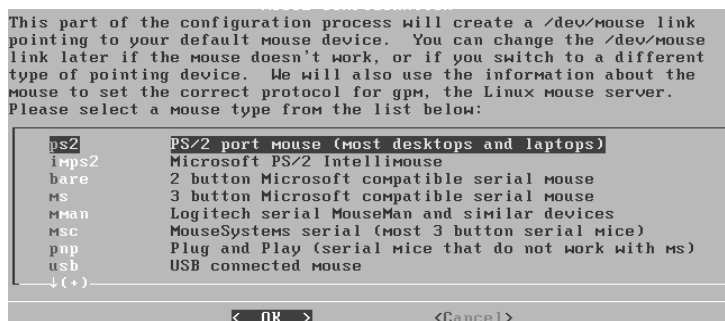 This part of the configuration process will create a /dev/mouse link
pointing to your default mouse device.  You can change the /dev/mouse
link later if the mouse doesn't work, or if you switch to a different
type of pointing device.  We will also use the information about the
mouse to set the correct protocol for gpm, the Linux mouse server.
Please select a mouse type from the list below:
ps2 PS/2 port mouse (most desktops and laptops)
imps2 Microsoft PS/2 Intellimouse
bare 2 button Microsoft compatible serial mouse
ms 3 button Microsoft compatible serial mouse
mman Logitech serial MouseMan and similar devices
msc MouseSystems serial (most 3 button serial mice)
pnp Plug and Play (serial mice that do not work with ms)
usb USB connected mouse
↓(+)
< OK > <Cancel>